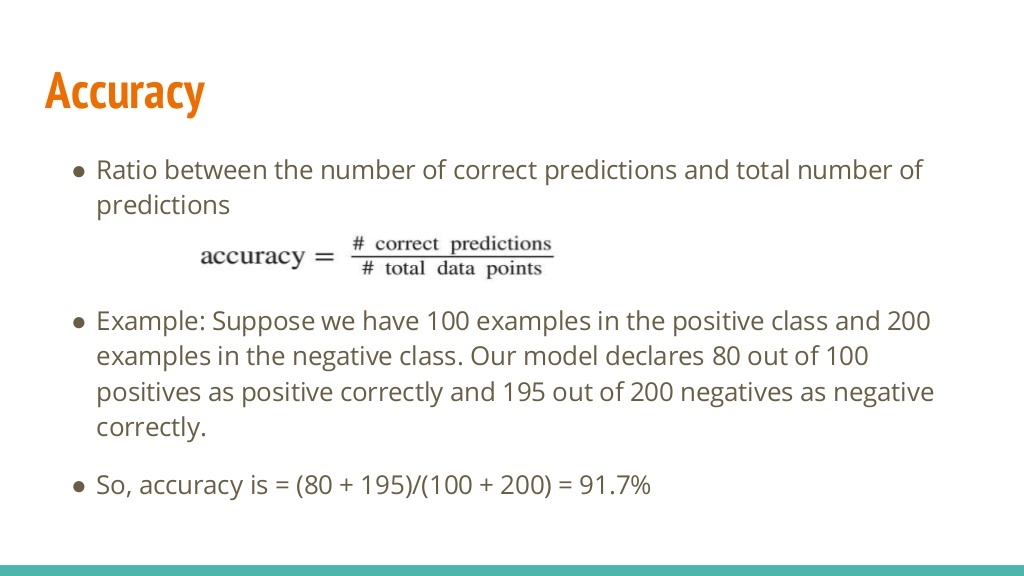 Accuracy
● Ratio between the number of correct predictions and total number of
predictions
accuracy = # correct predictions
# total data points
● Example: Suppose we have 100 examples in the positive class and 200
examples in the negative class. Our model declares 80 out of 100
positives as positive correctly and 195 out of 200 negatives as negative
correctly.
● So, accuracy is = (80 + 195)/(100 + 200) = 91.7%